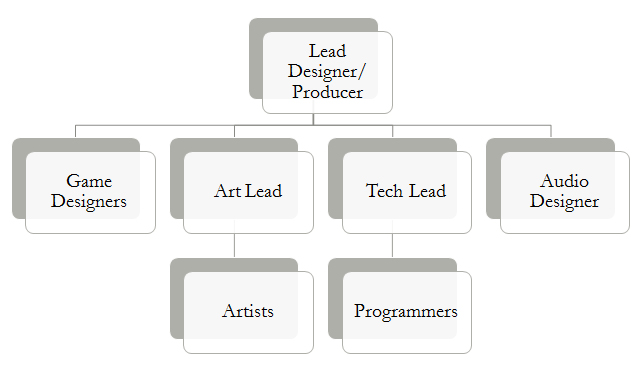 Lead
Designer/
Producer
Game
Designers
Art Lead
Tech Lead
Audio
Designer
Artists
Programmers